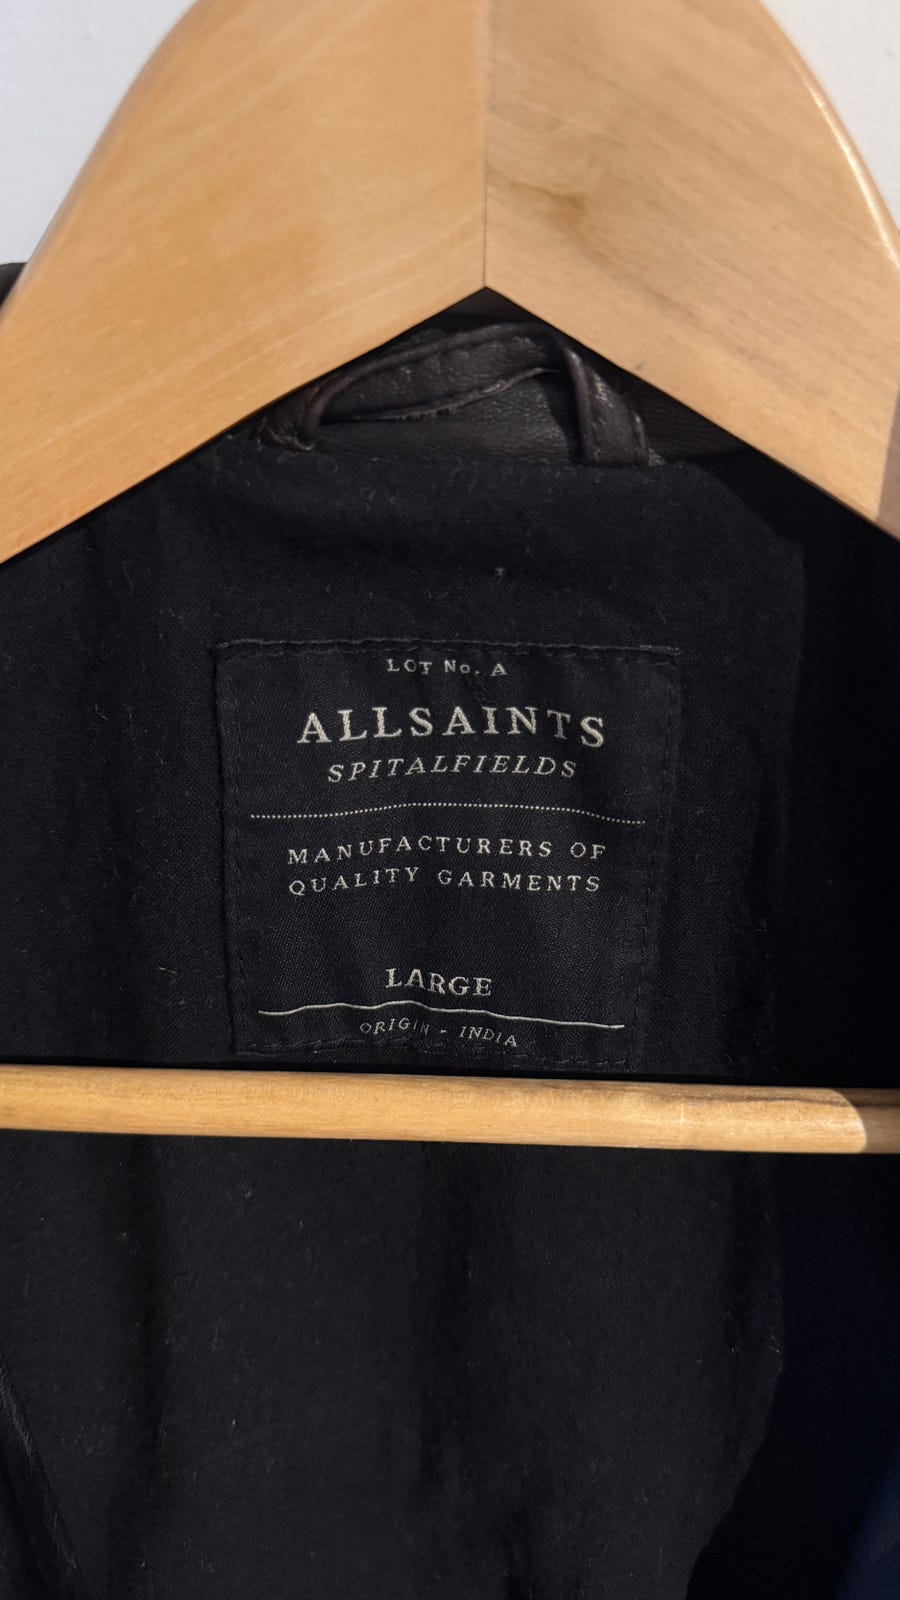 LOT No. A
ALLSAINTS
SPITALFIELDS
MANUFACTURERS OF
QUALITY GARMENTS
LARGE
ORIGIN - INDIA